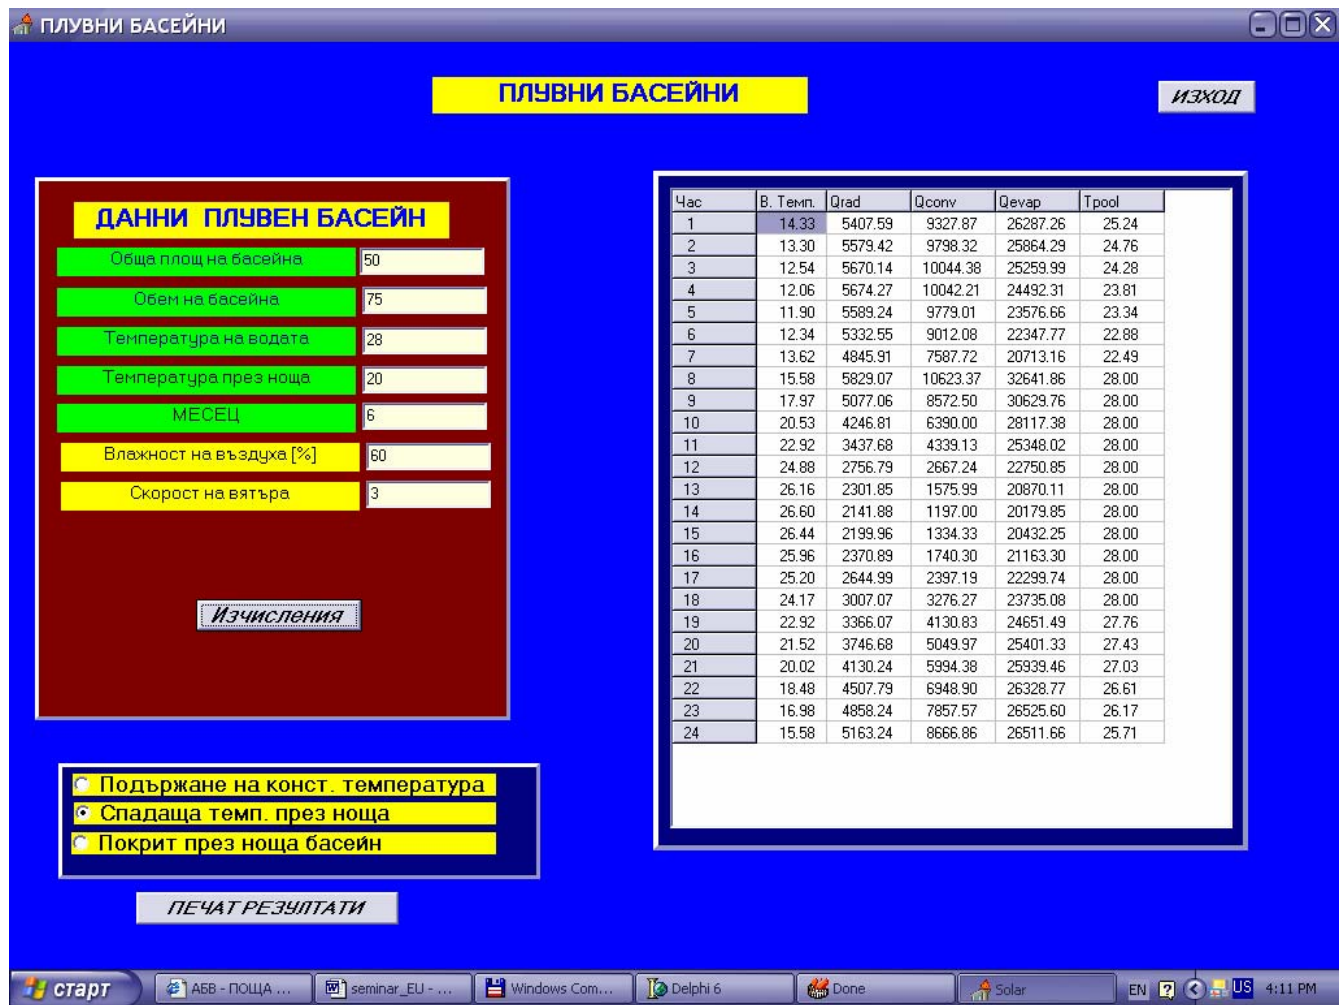 ПЛУВНИ БАСЕЙНИ
ПЛУВНИ БАСЕЙНИ
ИЗХОД
ДАННИ ПЛУВЕН БАСЕЙН
Обща площ на басейна 50
Обем на басейна 75
Температура на водата 28
Температура през ноща 20
МЕСЕЦ 6
Влажност на въздуха [%] 60
Скорост на вятъра 3
Изчисления
Подържане на конст. температура
Спадаща темп. през ноща
Покрит през ноща басейн
ПЕЧАТ РЕЗУЛТАТИ
Час В. Темп. Qrad Qconv Qevap Tpool
1 14.33 5407.59 9327.87 26287.26 25.24
2 13.30 5579.42 9798.32 25864.29 24.76
3 12.54 5670.14 10044.38 25259.99 24.28
4 12.06 5674.27 10042.21 24492.31 23.81
5 11.90 5589.24 9779.01 23576.66 23.34
6 12.34 5332.55 9012.08 22347.77 22.88
7 13.62 4845.91 7587.72 20713.16 22.49
8 15.58 5829.07 10623.37 32641.86 28.00
9 17.97 5077.06 8572.50 30629.76 28.00
10 20.53 4246.81 6390.00 28117.38 28.00
11 22.92 3437.68 4339.13 25348.02 28.00
12 24.88 2756.79 2667.24 22750.85 28.00
13 26.16 2301.85 1575.99 20870.11 28.00
14 26.60 2141.88 1197.00 20179.85 28.00
15 26.44 2199.96 1334.33 20432.25 28.00
16 25.96 2370.89 1740.30 21163.30 28.00
17 25.20 2644.99 2397.19 22299.74 28.00
18 24.17 3007.07 3276.27 23735.08 28.00
19 22.92 3366.07 4130.83 24651.49 27.76
20 21.52 3746.68 5049.97 25401.33 27.43
21 20.02 4130.24 5994.38 25939.46 27.03
22 18.48 4507.79 6948.90 26328.77 26.61
23 16.98 4858.24 7857.57 26525.60 26.17
24 15.58 5163.24 8666.86 26511.66 25.71
старт АБВ - ПОЩА ... seminar_EU - ... Windows Com... Delphi 6 Done Solar EN US 4:11 PM